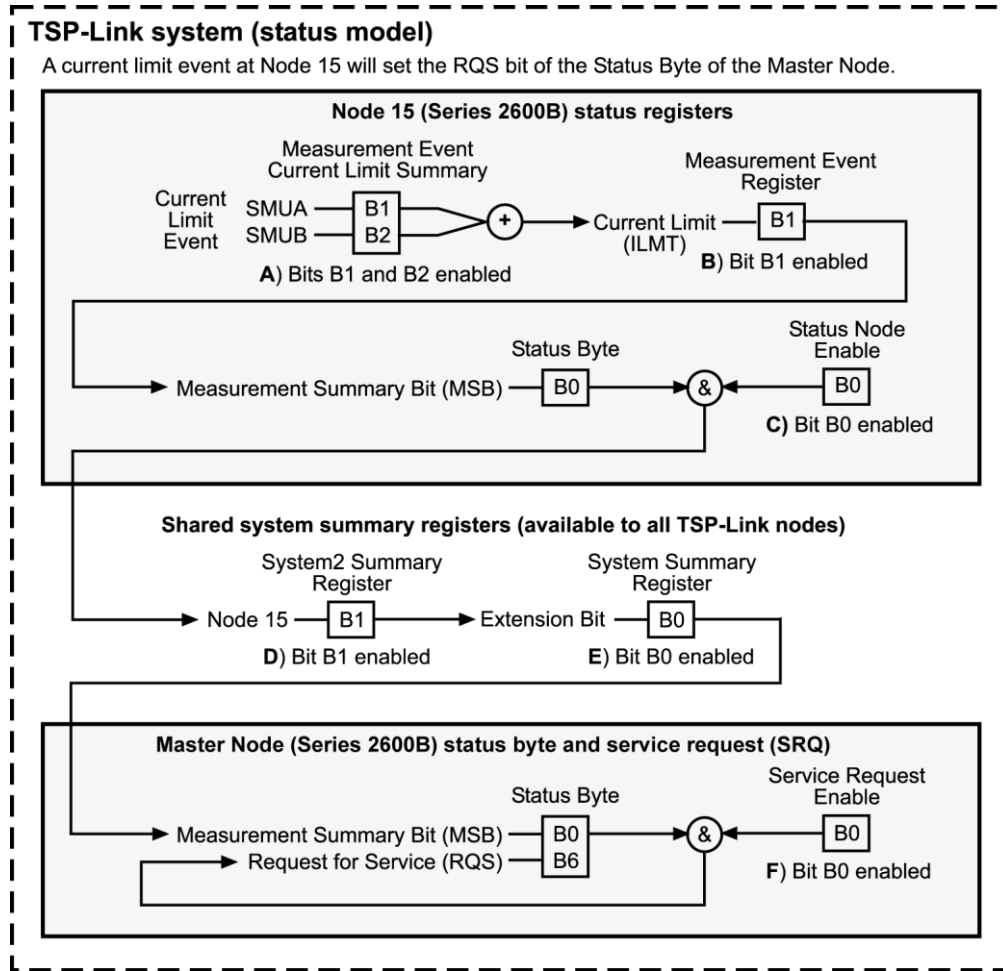 TSP-Link system (status model)
A current limit event at Node 15 will set the RQS bit of the Status Byte of the Master Node.
Node 15 (Series 2600B) status registers
Measurement Event
Current Limit Summary
Current
Limit
Event
SMUA
SMUB
B1
B2
+
A) Bits B1 and B2 enabled
Current Limit
(ILMT)
Measurement Event
Register
B1
B) Bit B1 enabled
Measurement Summary Bit (MSB)
Status Byte
B0
&
Status Node
Enable
B0
C) Bit B0 enabled
Shared system summary registers (available to all TSP-Link nodes)
System2 Summary
Register
Node 15
B1
D) Bit B1 enabled
System Summary
Register
Extension Bit
B0
E) Bit B0 enabled
Master Node (Series 2600B) status byte and service request (SRQ)
Status Byte
Measurement Summary Bit (MSB)
B0
Request for Service (RQS)
B6
&
Service Request
Enable
B0
F) Bit B0 enabled